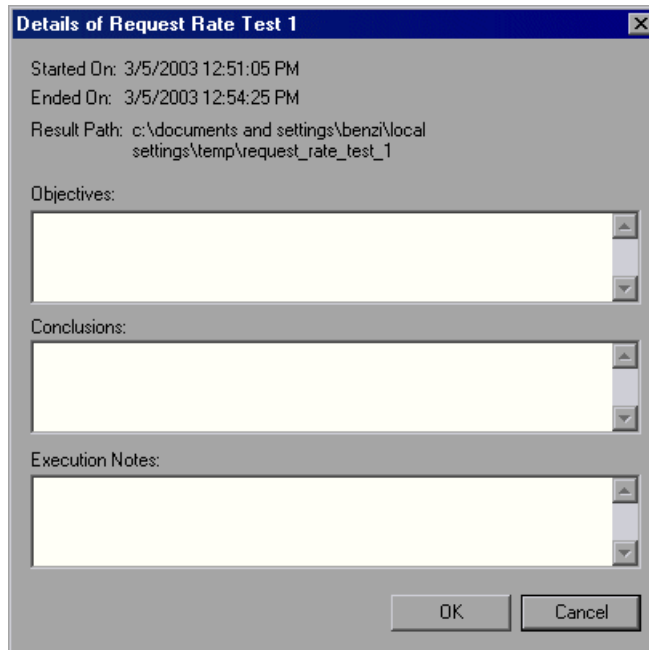 Details of Request Rate Test 1
Started On: 3/5/2003 12:51:05 PM
Ended On: 3/5/2003 12:54:25 PM
Result Path: c:\documents and settings\benzi\local
settings\temp\request_rate_test_1
Objectives:
Conclusions:
Execution Notes:
OK Cancel